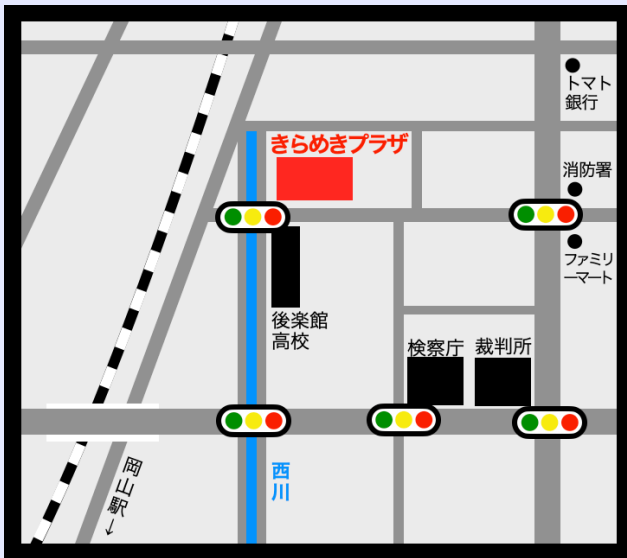 トマト
銀行
きらめきプラザ
消防署
ファミリ
ーマート
後楽館
高校
検察庁
裁判所
西川
岡山駅→